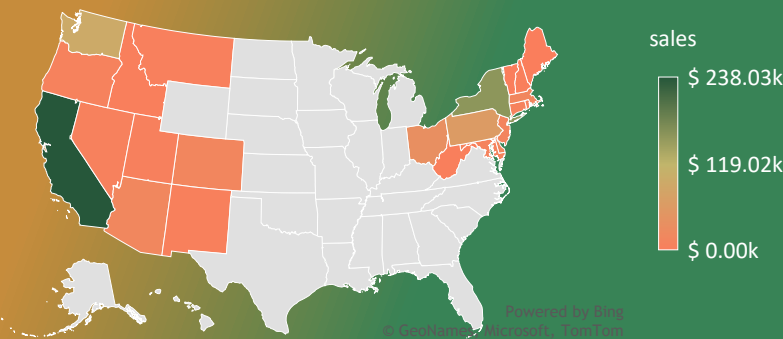 sales
$ 238.03k
$ 119.02k
$ 0.00k
Powered by Bing
© GeoNames, Microsoft, TomTom